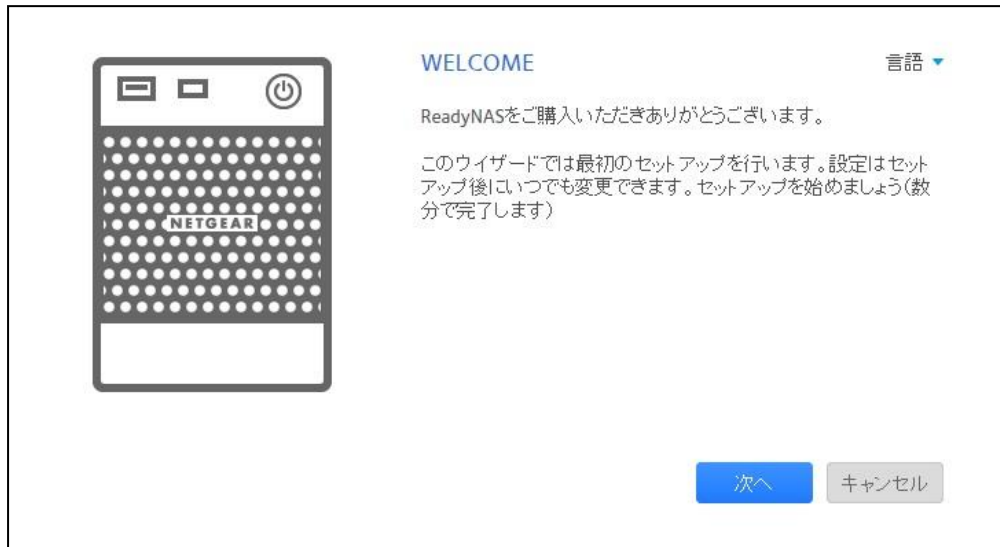 WELCOME
言語
ReadyNASをご購入いただきありがとうございます。
このウィザードでは最初のセットアップを行います。設定はセット
アップ後にいつでも変更できます。セットアップを始めましょう(数
分で完了します)
NETGEAR
次へ
キャンセル